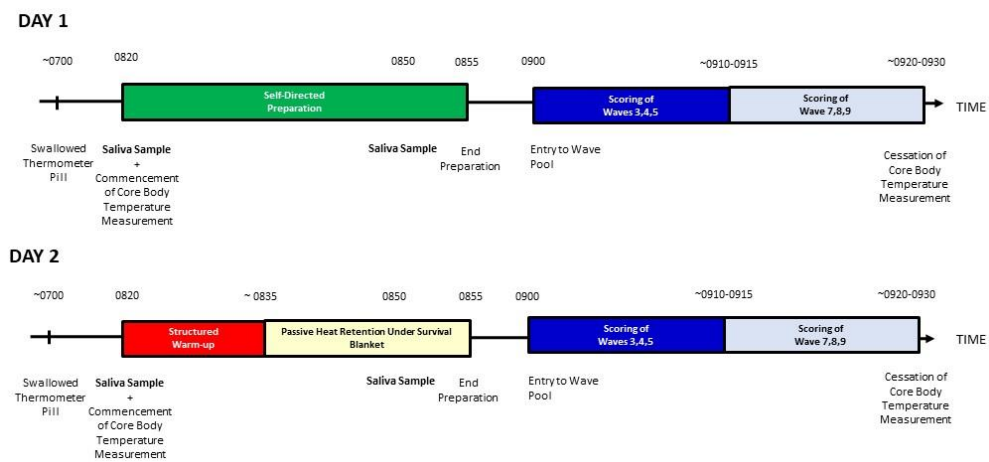 DAY 1
~0700
0820
0850
0855
0900
~0910-0915
~0920-0930
Self-Directed
Preparation
Scoring of
Waves 3,4,5
Scoring of
Wave 7,8,9
TIME
Swallowed
Thermometer
Pill
Saliva Sample
+
Commencement
of Core Body
Temperature
Measurement
Saliva Sample
End
Preparation
Entry to Wave
Pool
Cessation of
Core Body
Temperature
Measurement
DAY 2
~0700
0820
~ 0835
0850
0855
0900
~0910-0915
~0920-0930
Structured
Warm-up
Passive Heat Retention Under Survival
Blanket
Scoring of
Waves 3,4,5
Scoring of
Wave 7,8,9
TIME
Swallowed
Thermometer
Pill
Saliva Sample
+
Commencement
of Core Body
Temperature
Measurement
Saliva Sample
End
Preparation
Entry to Wave
Pool
Cessation of
Core Body
Temperature
Measurement